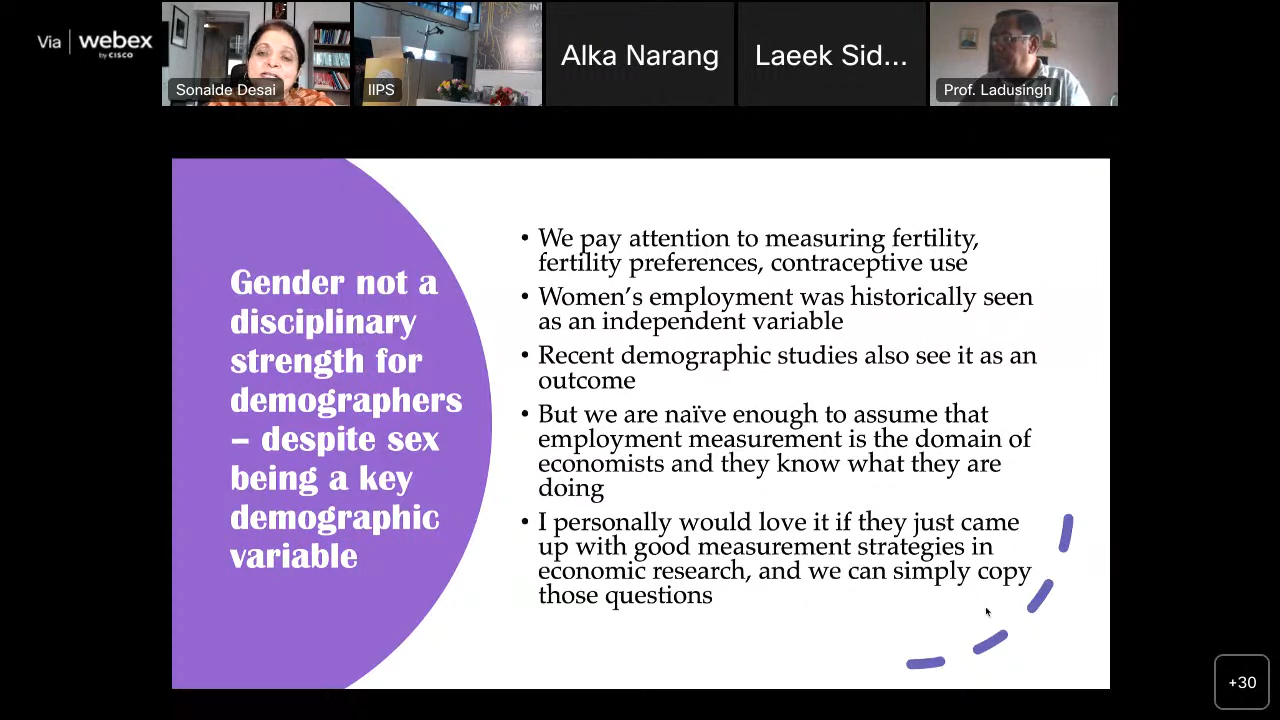 Via webex
by CISCO
Sonalde Desai
IIPS
Alka Narang
Laeek Sid...
Prof. Ladusingh
Gender not a
disciplinary
strength for
demographers
– despite sex
being a key
demographic
variable
• We pay attention to measuring fertility,
fertility preferences, contraceptive use
• Women’s employment was historically seen
as an independent variable
• Recent demographic studies also see it as an
outcome
• But we are naïve enough to assume that
employment measurement is the domain of
economists and they know what they are
doing
• I personally would love it if they just came
up with good measurement strategies in
economic research, and we can simply copy
those questions
+30